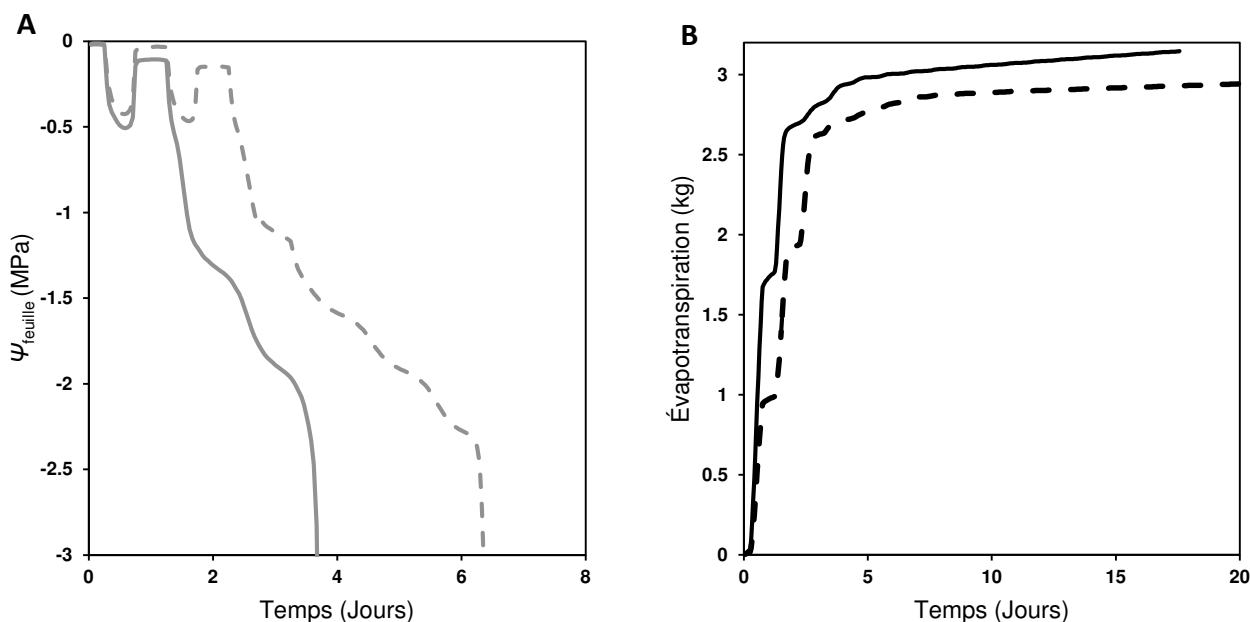 A
0
-0.5
-1
-1.5
-2
-2.5
-3
Ψfeuille (MPa)
0 2 4 6 8
Temps (Jours)
B
3
2.5
2
1.5
1
0.5
0
Évapotranspiration (kg)
0 5 10 15 20
Temps (Jours)